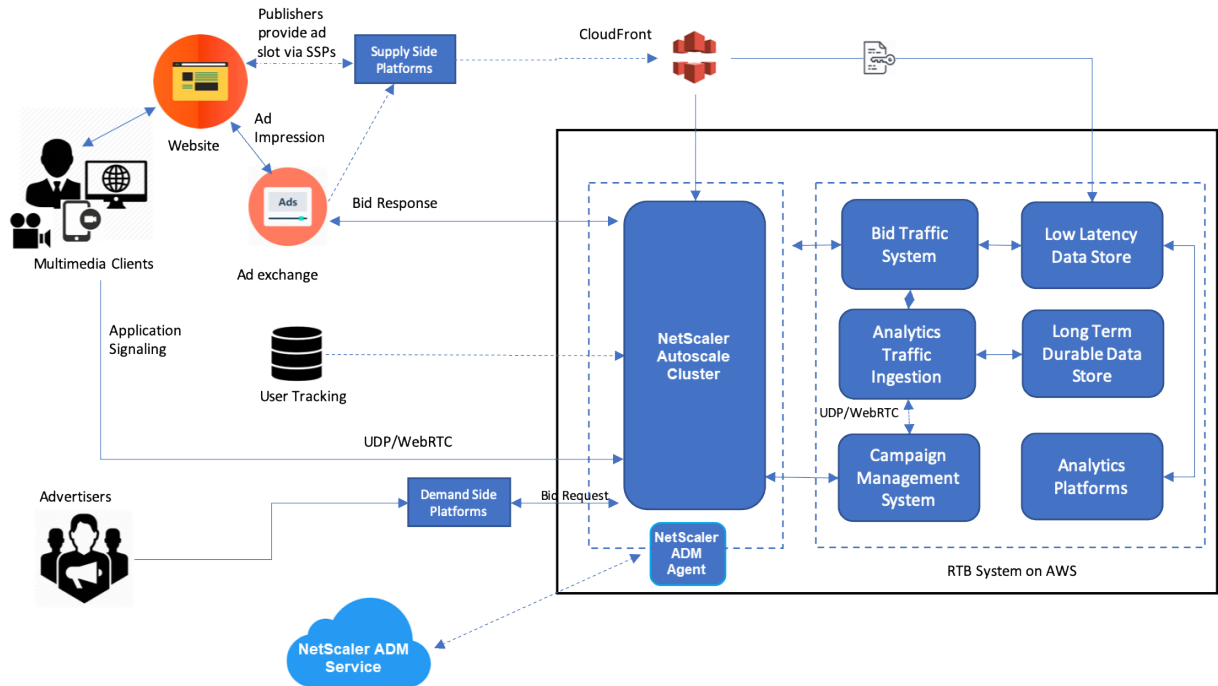 Publishers
provide ad
slot via SSPs
Supply Side
Platforms
CloudFront
Website
Ad
Impression
Ads
Ad exchange
Bid Response
Multimedia Clients
Application
Signaling
User Tracking
UDP/WebRTC
Advertisers
Demand Side
Platforms
Bid Request
NetScaler
Autoscale
Cluster
NetScaler
ADM
Agent
NetScaler ADM
Service
Bid Traffic
System
Low Latency
Data Store
Analytics
Traffic
Ingestion
Long Term
Durable Data
Store
UDP/WebRTC
Campaign
Management
System
Analytics
Platforms
RTB System on AWS